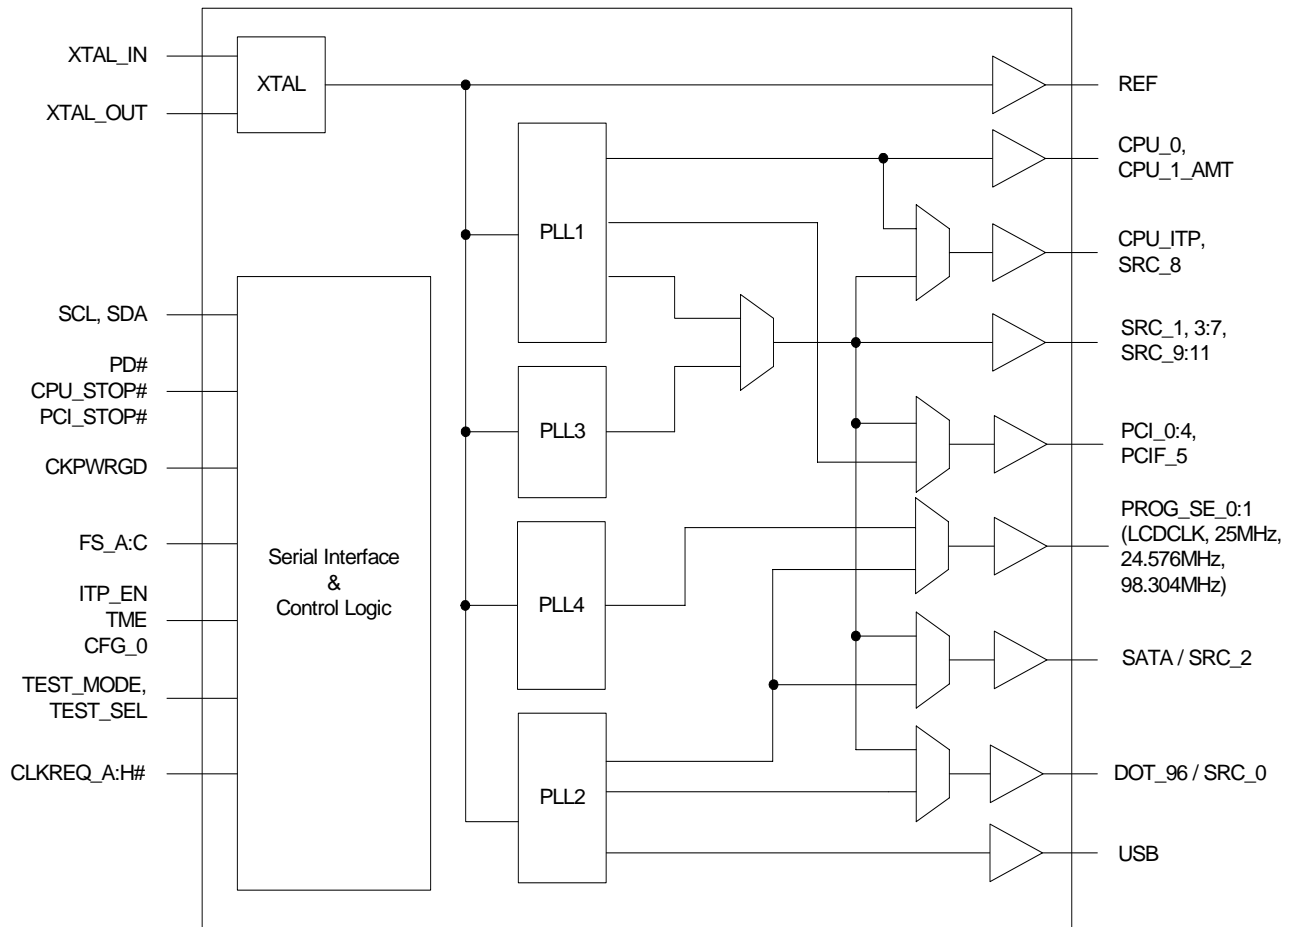 XTAL_IN
XTAL_OUT
XTAL
REF
CPU_0,
CPU_1_AMT
PLL1
CPU_ITP,
SRC_8
SCL, SDA
SRC_1, 3:7,
SRC_9:11
PD#
CPU_STOP#
PCI_STOP#
PLL3
PCI_0:4,
PCIF_5
CKPWRGD
FS_A:C
Serial Interface
&
Control Logic
PROG_SE_0:1
(LCDCLK, 25MHz,
24.576MHz,
98.304MHz)
ITP_EN
TME
CFG_0
PLL4
TEST_MODE,
TEST_SEL
SATA / SRC_2
CLKREQ_A:H#
PLL2
DOT_96 / SRC_0
USB